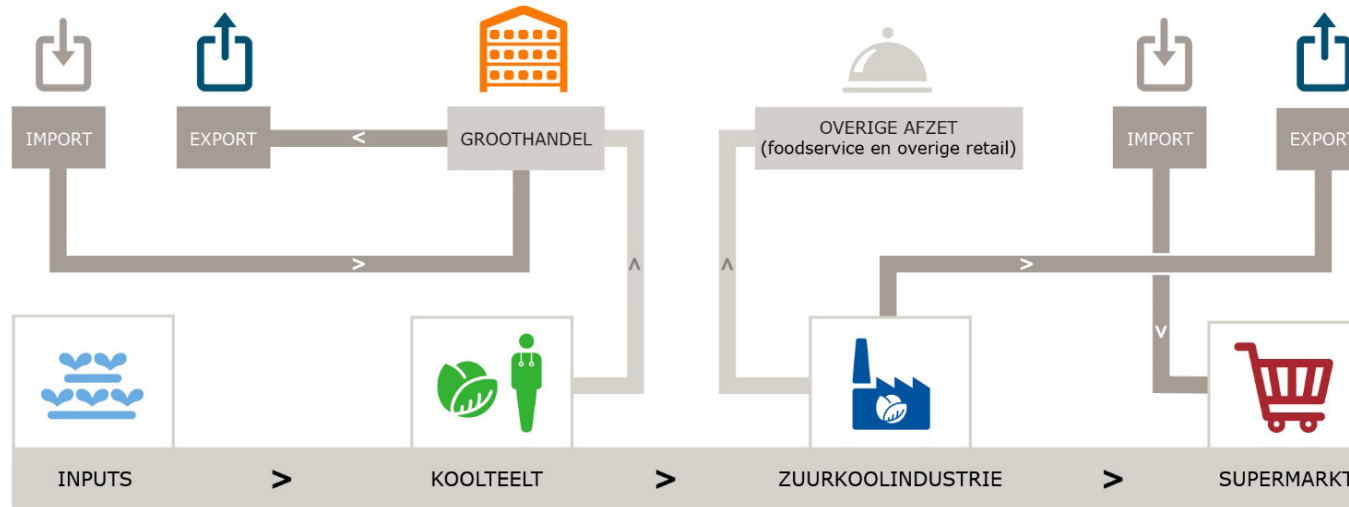 IMPORT
EXPORT
<
GROOTHANDEL
OVERIGE AFZET
(foodservice en overige retail)
IMPORT
EXPORT
>
>
INPUTS
>
KOOLTEELT
>
ZUURKOOLINDUSTRIE
>
SUPERMARKT